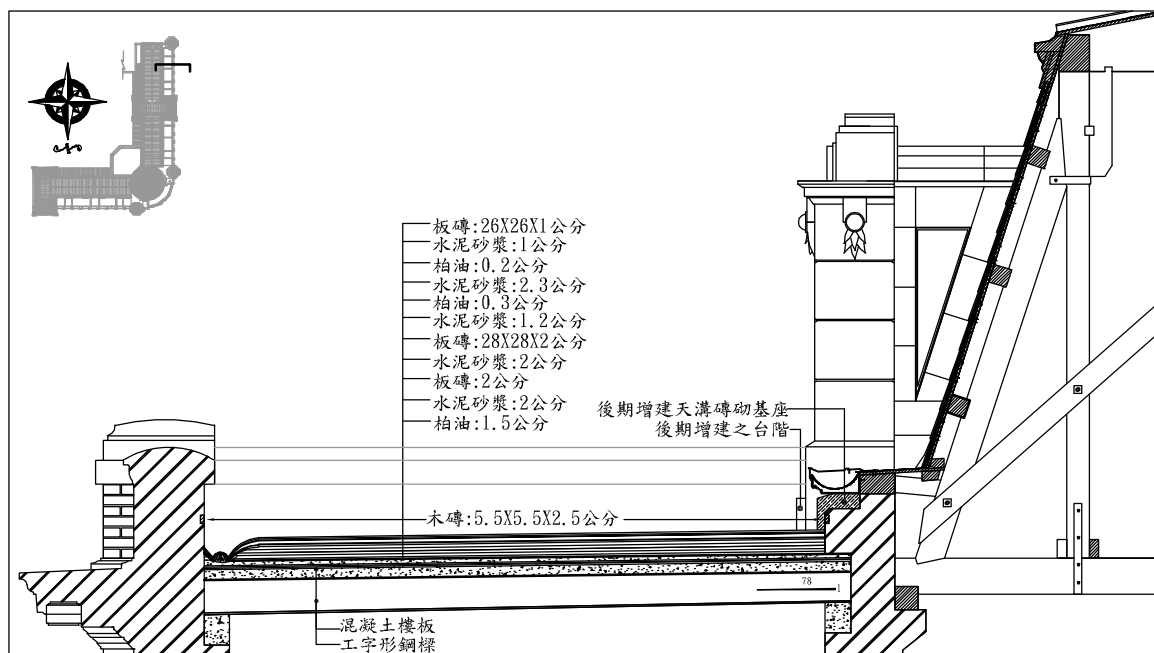 板磚:26X26X1公分
水泥砂漿:1公分
柏油:0.2公分
水泥砂漿:2.3公分
柏油:0.3公分
水泥砂漿:1.2公分
板磚:28X28X2公分
水泥砂漿:2公分
板磚:2公分
水泥砂漿:2公分
柏油:1.5公分
後期增建天溝磚砌基座
後期增建之台階
木磚:5.5X5.5X2.5公分
78
1
混凝土樓板
工字形鋼樑